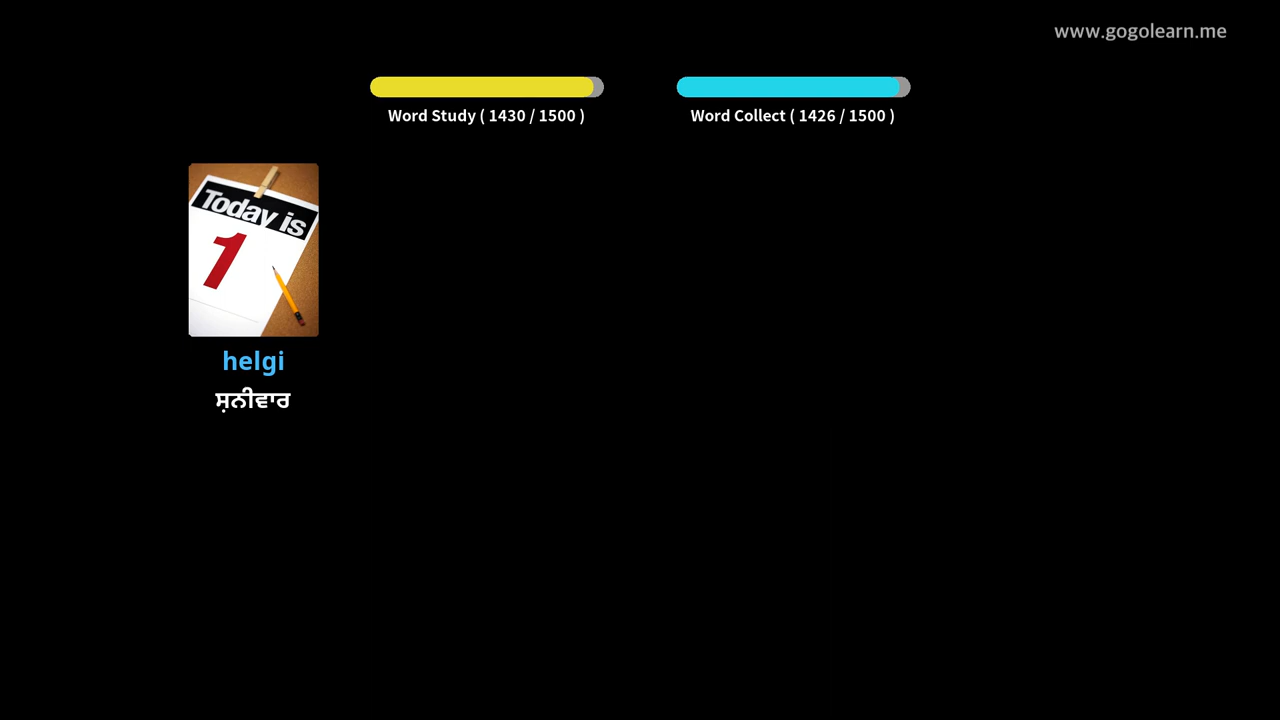 www.gogolearn.me
Word Study ( 1430 / 1500 )
Word Collect ( 1426 / 1500 )
Today is
1
helgi
ਸ਼ਨੀਵਾਰ